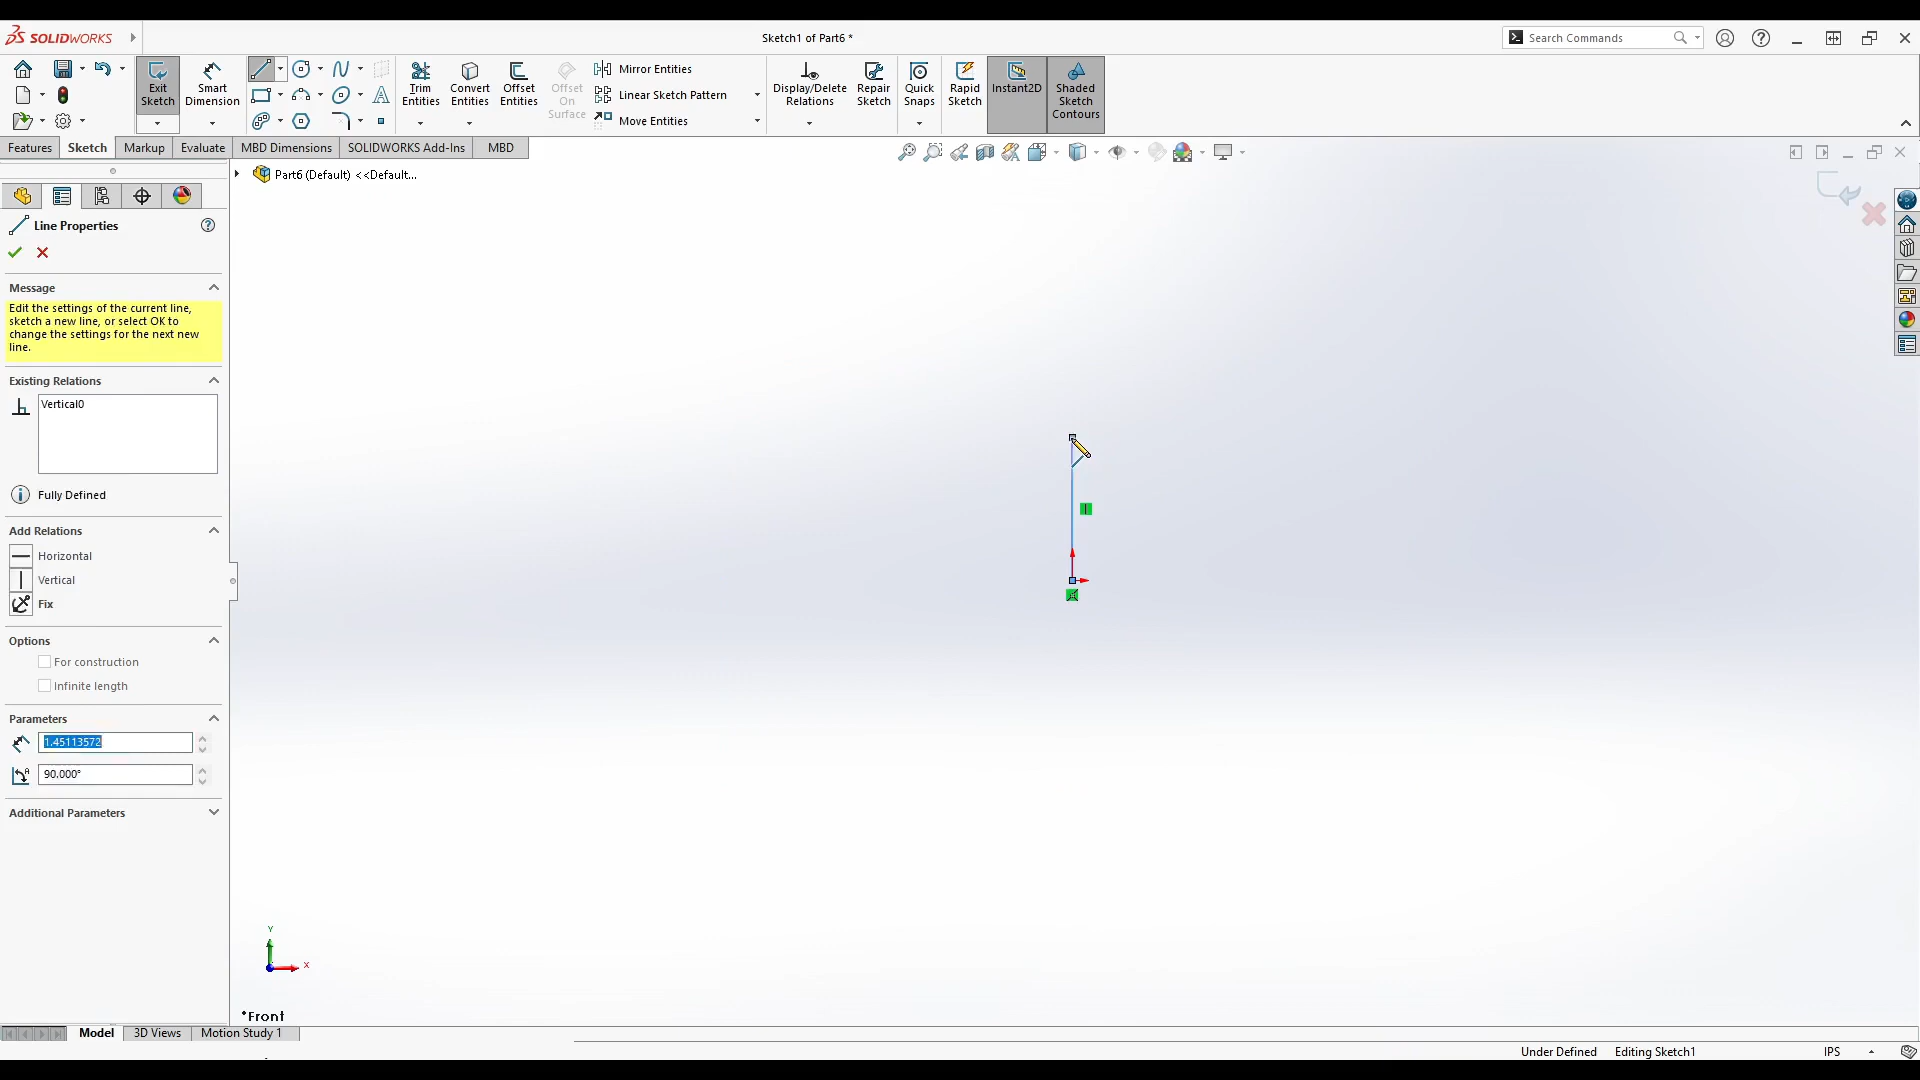 SOLIDWORKS
Sketch1 of Part6 *
Search Commands
Exit
Sketch
Smart
Dimension
Trim
Entities
Convert
Entities
Offset
Entities
Offset
On
Surface
Mirror Entities
Linear Sketch Pattern
Move Entities
Display/Delete
Relations
Repair
Sketch
Quick
Snaps
Rapid
Sketch
Instant2D
Shaded
Sketch
Contours
Features
Sketch
Markup
Evaluate
MBD Dimensions
SOLIDWORKS Add-Ins
MBD
Part6 (Default) <<Default...
Line Properties
Message
Edit the settings of the current line,
sketch a new line, or select OK to
change the settings for the next new
line.
Existing Relations
Vertical0
Fully Defined
Add Relations
Horizontal
Vertical
Fix
Options
For construction
Infinite length
Parameters
1.45113572
90.000°
Additional Parameters
Y
X
*Front
Model
3D Views
Motion Study 1
Under Defined
Editing Sketch1
IPS